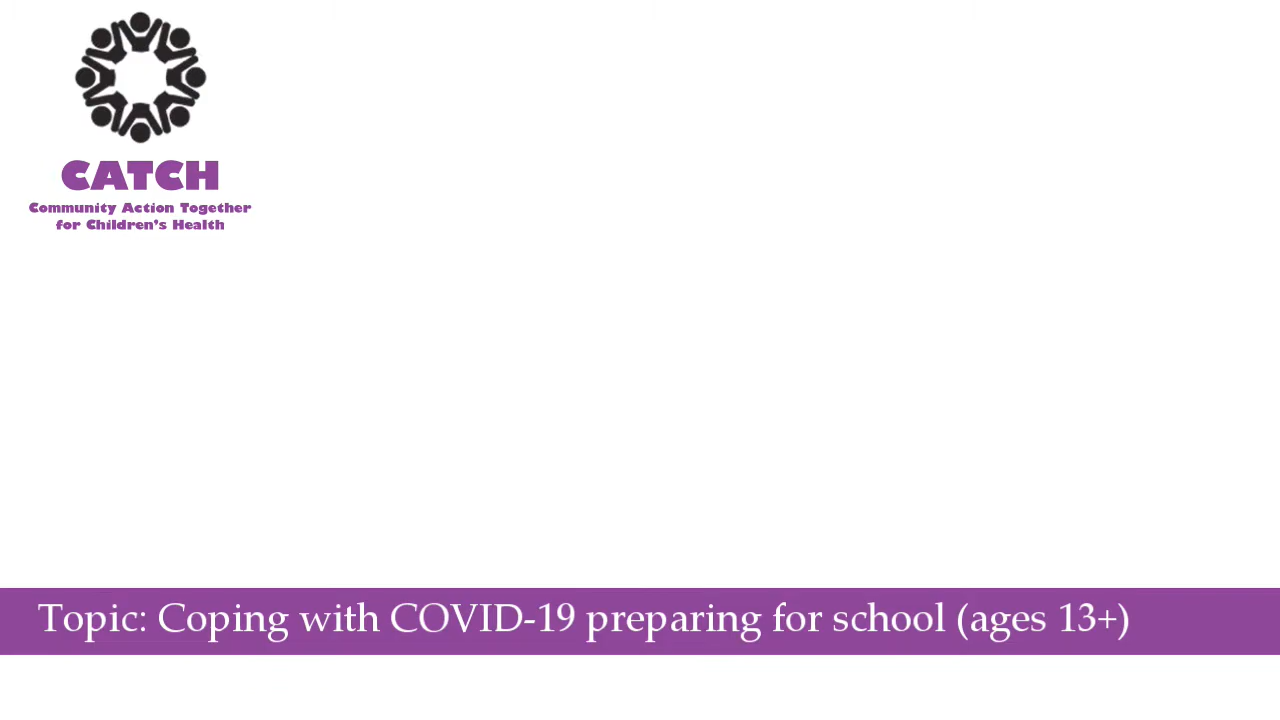 CATCH
Community Action Together
for Children's Health
Topic: Coping with COVID-19 preparing for school (ages 13+)